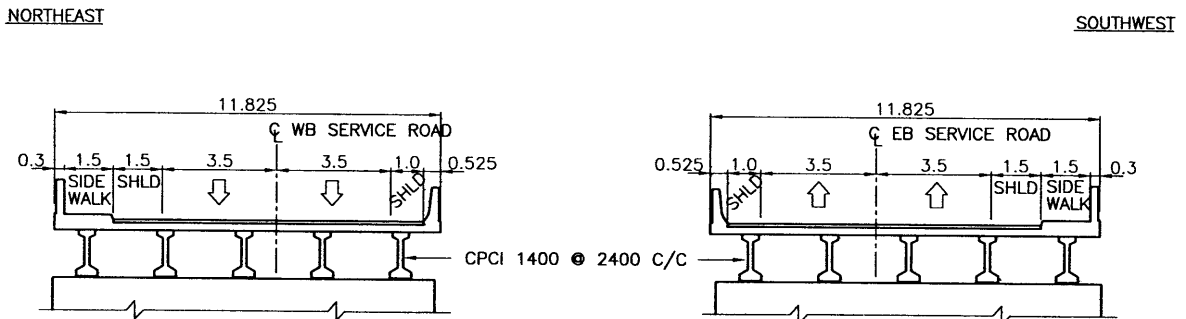 NORTHEAST
SOUTHWEST
11.825
11.825
℄ WB SERVICE ROAD
℄ EB SERVICE ROAD
0.3 1.5 1.5 3.5 3.5 1.0 0.525
0.525 1.0 3.5 3.5 1.5 1.5 0.3
SIDE WALK
SHLD
SHLD
SHLD
SHLD
SIDE WALK
CPCI 1400 @ 2400 C/C